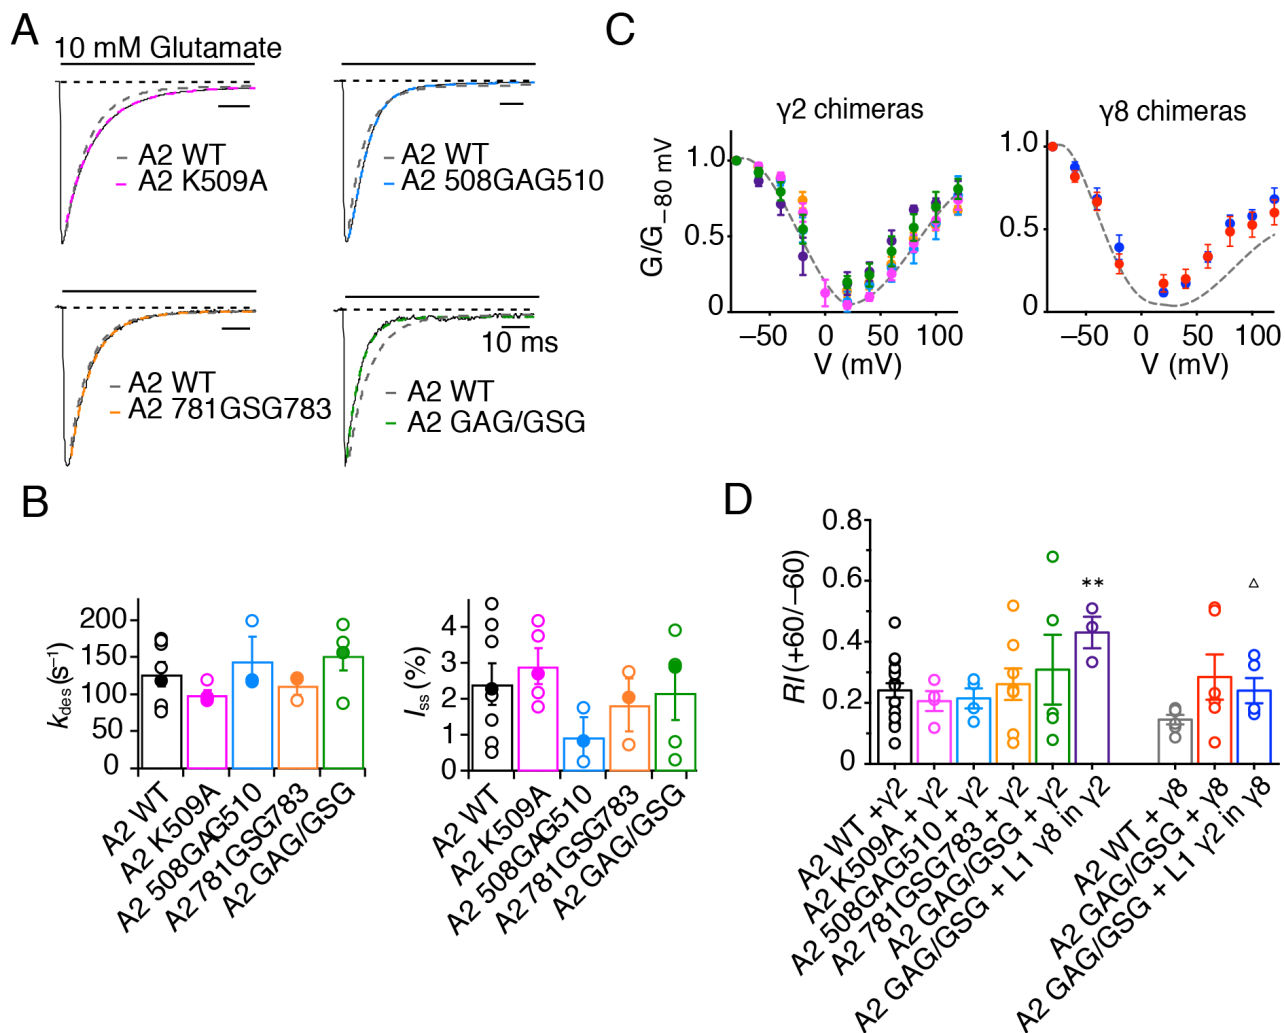 A
10 mM Glutamate
A2 WT
A2 K509A
A2 WT
A2 508GAG510
A2 WT
A2 781GSG783
10 ms
A2 WT
A2 GAG/GSG
B
200
150
100
50
0
kdes (s–1)
A2 WT
A2 K509A
A2 508GAG510
A2 781GSG783
A2 GAG/GSG
4
3
2
1
0
Iss (%)
A2 WT
A2 K509A
A2 508GAG510
A2 781GSG783
A2 GAG/GSG
C
γ2 chimeras
1.0
0.5
0
G/G–80 mV
–50 0 50 100
V (mV)
γ8 chimeras
1.0
0.5
0
–50 0 50 100
V (mV)
D
0.8
0.6
0.4
0.2
0
RI (+60/–60)
**
△
A2 WT +γ2
A2 K509A + γ2
A2 508GAG510 + γ2
A2 781GSG783 + γ2
A2 GAG/GSG + γ2
A2 GAG/GSG + L1 γ8 in γ2
A2 WT + γ8
A2 GAG/GSG + γ8
A2 GAG/GSG + L1 γ2 in γ8